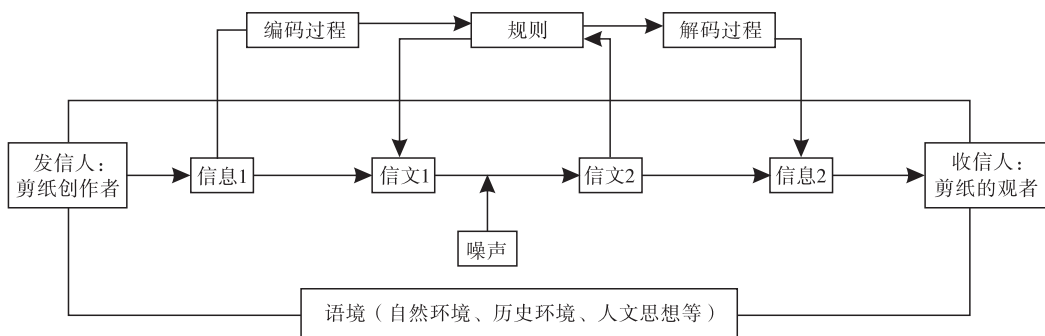 编码过程
规则
解码过程
发信人：
剪纸创作者
信息1
信文1
信文2
信息2
收信人：
剪纸的观者
噪声
语境（自然环境、历史环境、人文思想等）